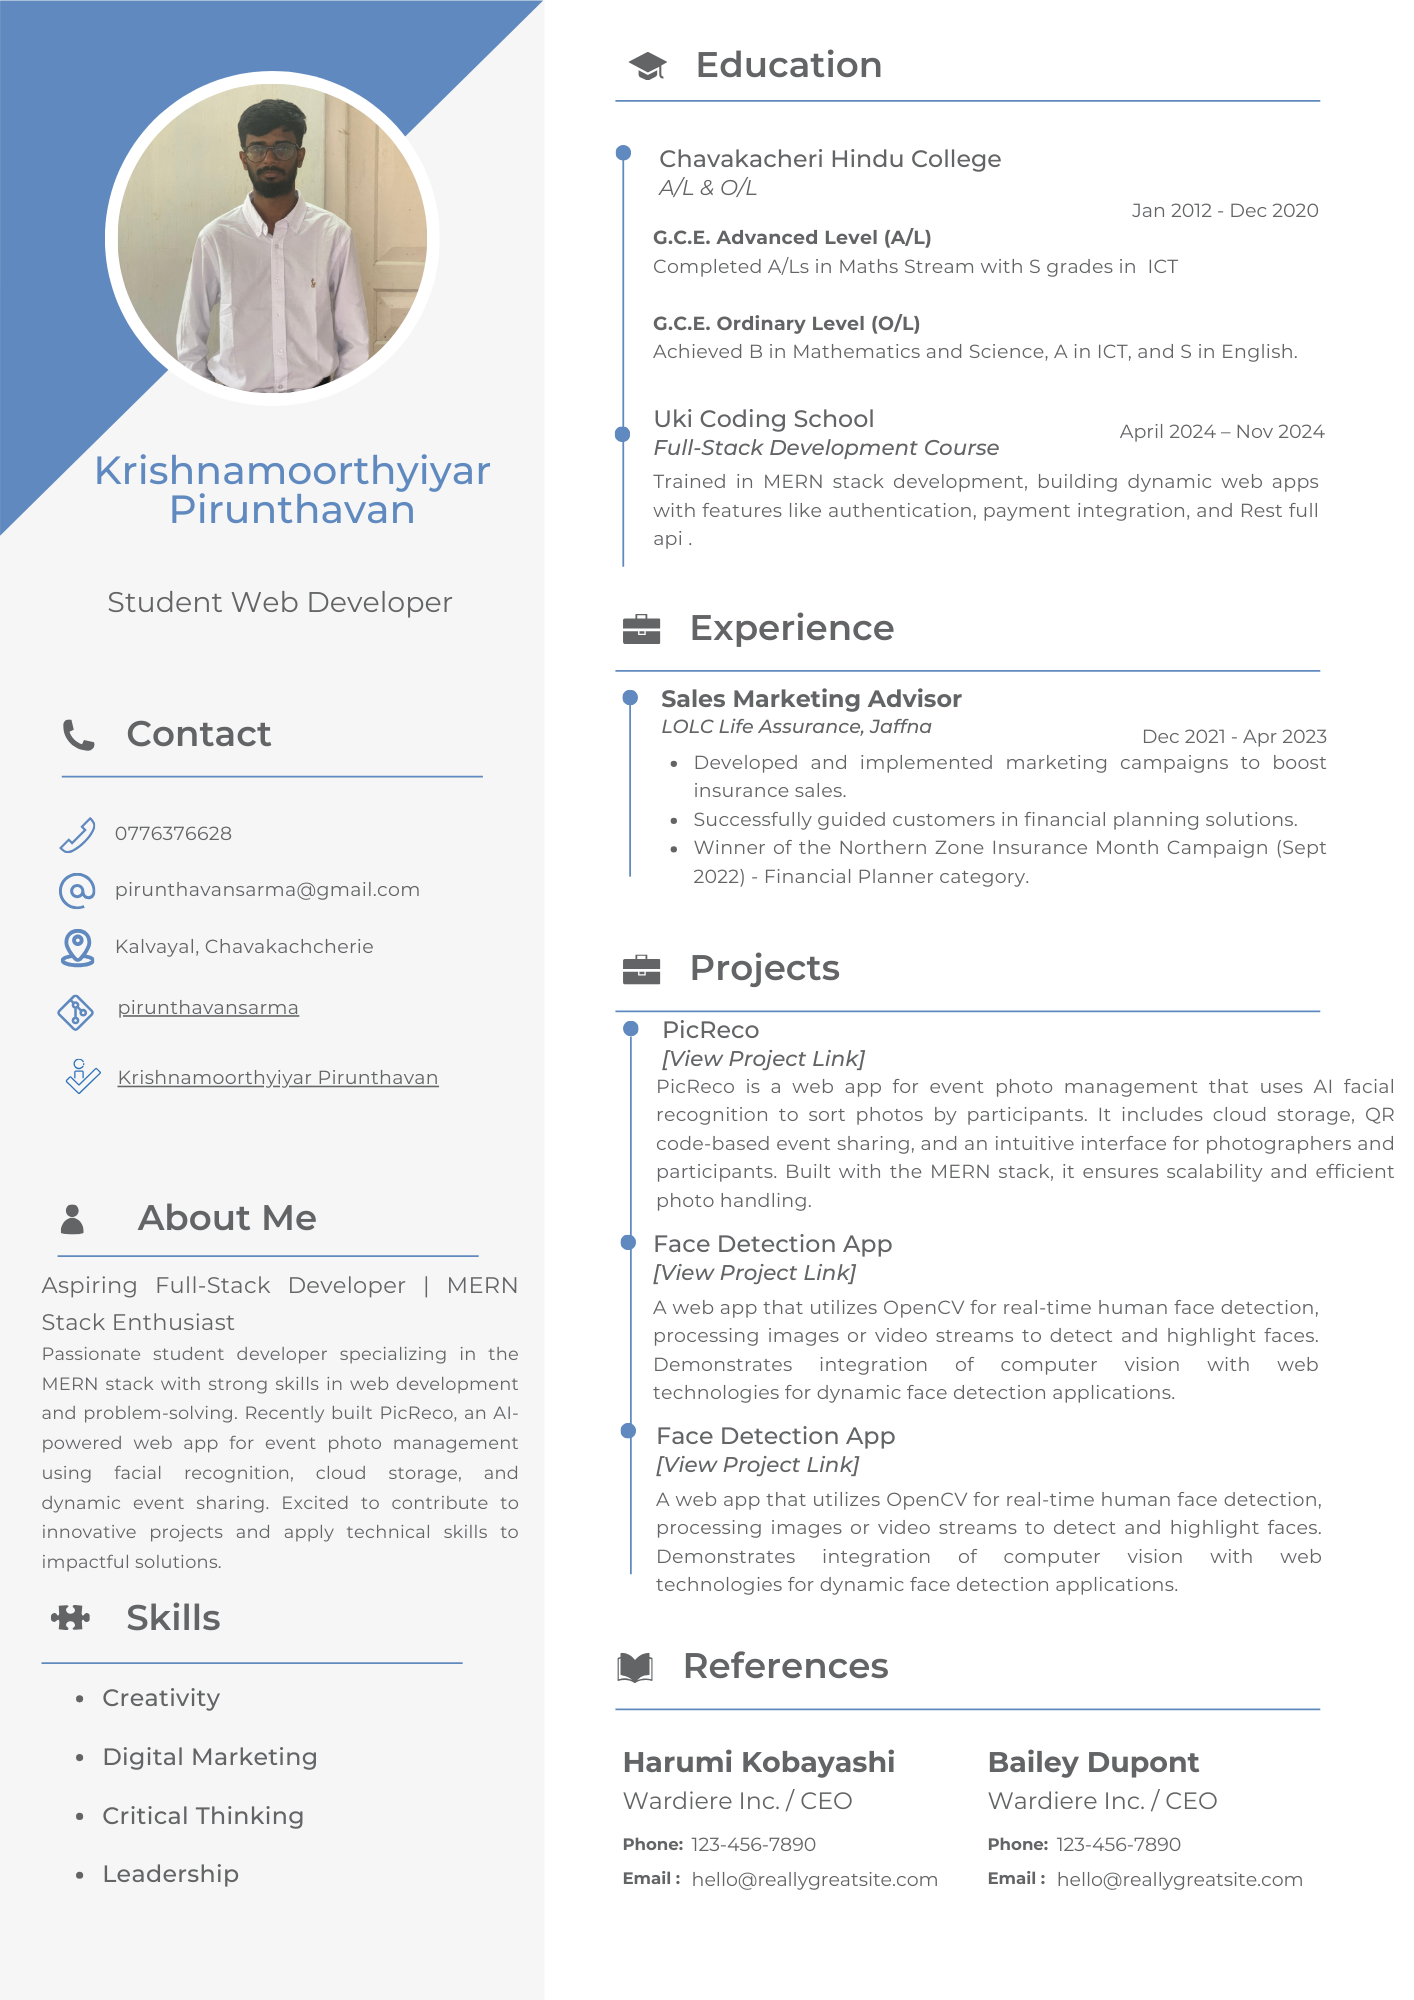 Krishnamoorthyiyar
Pirunthavan
Student Web Developer
Contact
0776376628
pirunthavansarma@gmail.com
Kalvayal, Chavakachcherie
pirunthavansarma
Krishnamoorthyiyar Pirunthavan
About Me
Aspiring Full-Stack Developer | MERN
Stack Enthusiast
Passionate student developer specializing in the
MERN stack with strong skills in web development
and problem-solving. Recently built PicReco, an AI-
powered web app for event photo management
using facial recognition, cloud storage, and
dynamic event sharing. Excited to contribute to
innovative projects and apply technical skills to
impactful solutions.
Skills
• Creativity
• Digital Marketing
• Critical Thinking
• Leadership
Education
Chavakacheri Hindu College
A/L & O/L
Jan 2012 - Dec 2020
G.C.E. Advanced Level (A/L)
Completed A/Ls in Maths Stream with S grades in  ICT
G.C.E. Ordinary Level (O/L)
Achieved B in Mathematics and Science, A in ICT, and S in English.
Uki Coding School
April 2024 – Nov 2024
Full-Stack Development Course
Trained in MERN stack development, building dynamic web apps
with features like authentication, payment integration, and Rest full
api .
Experience
Sales Marketing Advisor
LOLC Life Assurance, Jaffna
Dec 2021 - Apr 2023
• Developed and implemented marketing campaigns to boost
insurance sales.
• Successfully guided customers in financial planning solutions.
• Winner of the Northern Zone Insurance Month Campaign (Sept
2022) - Financial Planner category.
Projects
PicReco
[View Project Link]
PicReco is a web app for event photo management that uses AI facial
recognition to sort photos by participants. It includes cloud storage, QR
code-based event sharing, and an intuitive interface for photographers and
participants. Built with the MERN stack, it ensures scalability and efficient
photo handling.
Face Detection App
[View Project Link]
A web app that utilizes OpenCV for real-time human face detection,
processing images or video streams to detect and highlight faces.
Demonstrates integration of computer vision with web
technologies for dynamic face detection applications.
Face Detection App
[View Project Link]
A web app that utilizes OpenCV for real-time human face detection,
processing images or video streams to detect and highlight faces.
Demonstrates integration of computer vision with web
technologies for dynamic face detection applications.
References
Harumi Kobayashi
Wardiere Inc. / CEO
Phone: 123-456-7890
Email : hello@reallygreatsite.com
Bailey Dupont
Wardiere Inc. / CEO
Phone: 123-456-7890
Email : hello@reallygreatsite.com